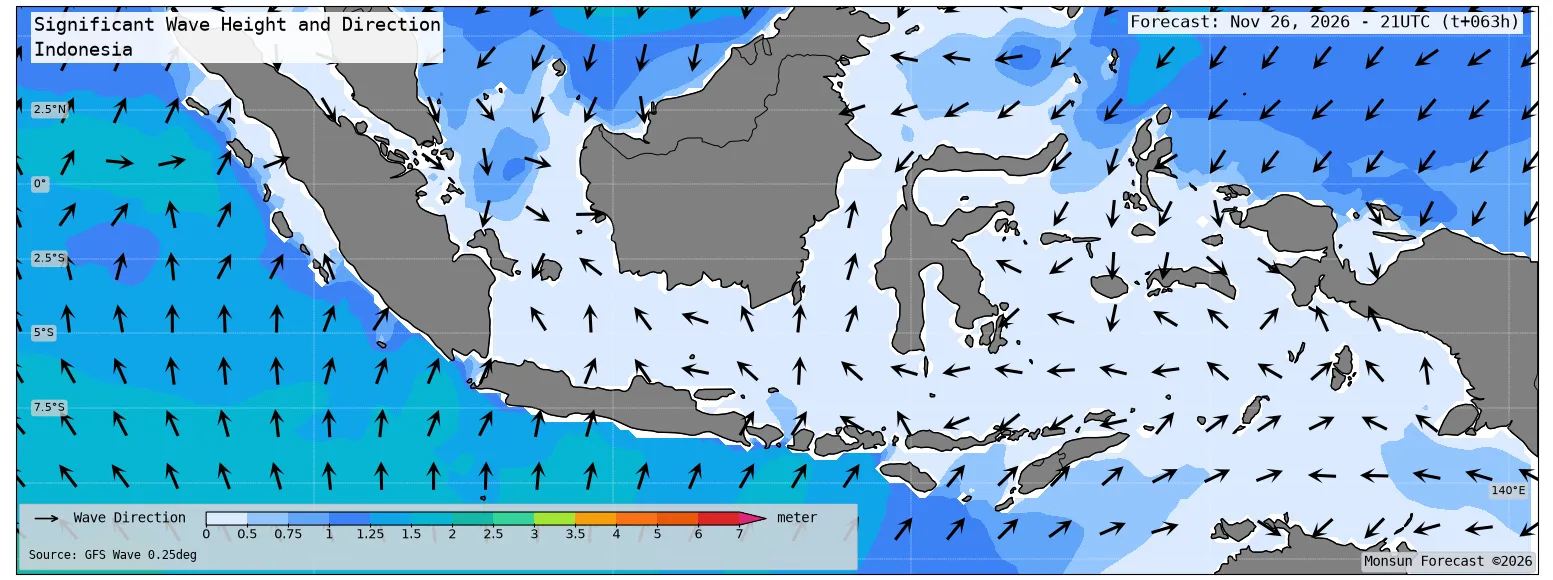 Significant Wave Height and Direction
Indonesia
Forecast: Nov 26, 2026 - 21UTC (t+063h)
2.5°N
0°
2.5°S
5°S
7.5°S
140°E
Wave Direction
0 0.5 0.75 1 1.25 1.5 2 2.5 3 3.5 4 5 6 7
meter
Source: GFS Wave 0.25deg
Monsun Forecast ©2026